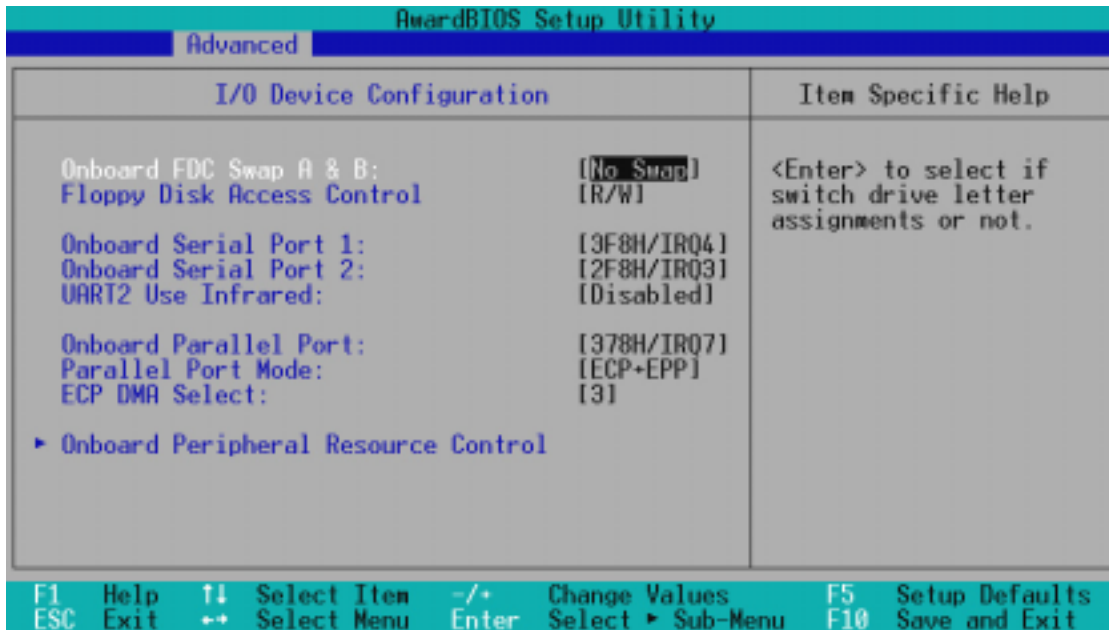 AwardBIOS Setup Utility
Advanced
I/O Device Configuration
Item Specific Help
Onboard FDC Swap A & B: [No Swap]
Floppy Disk Access Control [R/W]
Onboard Serial Port 1: [3F8H/IRQ4]
Onboard Serial Port 2: [2F8H/IRQ3]
UART2 Use Infrared: [Disabled]
Onboard Parallel Port: [378H/IRQ7]
Parallel Port Mode: [ECP+EPP]
ECP DMA Select: [3]
▸ Onboard Peripheral Resource Control
<Enter> to select if
switch drive letter
assignments or not.
F1 Help ↑↓ Select Item -/+ Change Values F5 Setup Defaults
ESC Exit ←→ Select Menu Enter Select ▸ Sub-Menu F10 Save and Exit